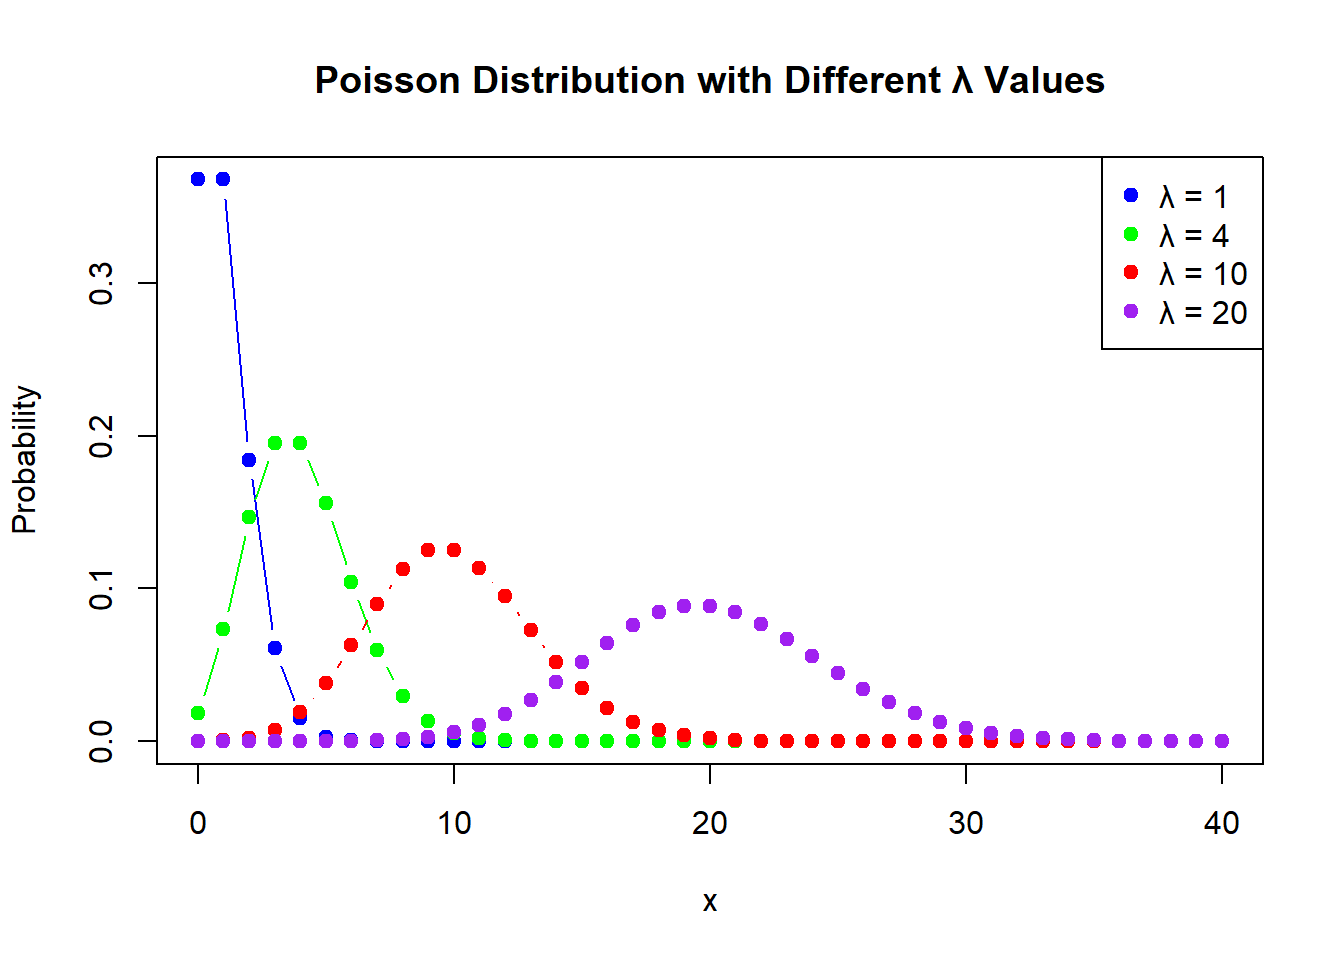 Poisson Distribution with Different λ Values
λ = 1
λ = 4
λ = 10
λ = 20
Probability
0.3
0.2
0.1
0.0
0 10 20 30 40
x